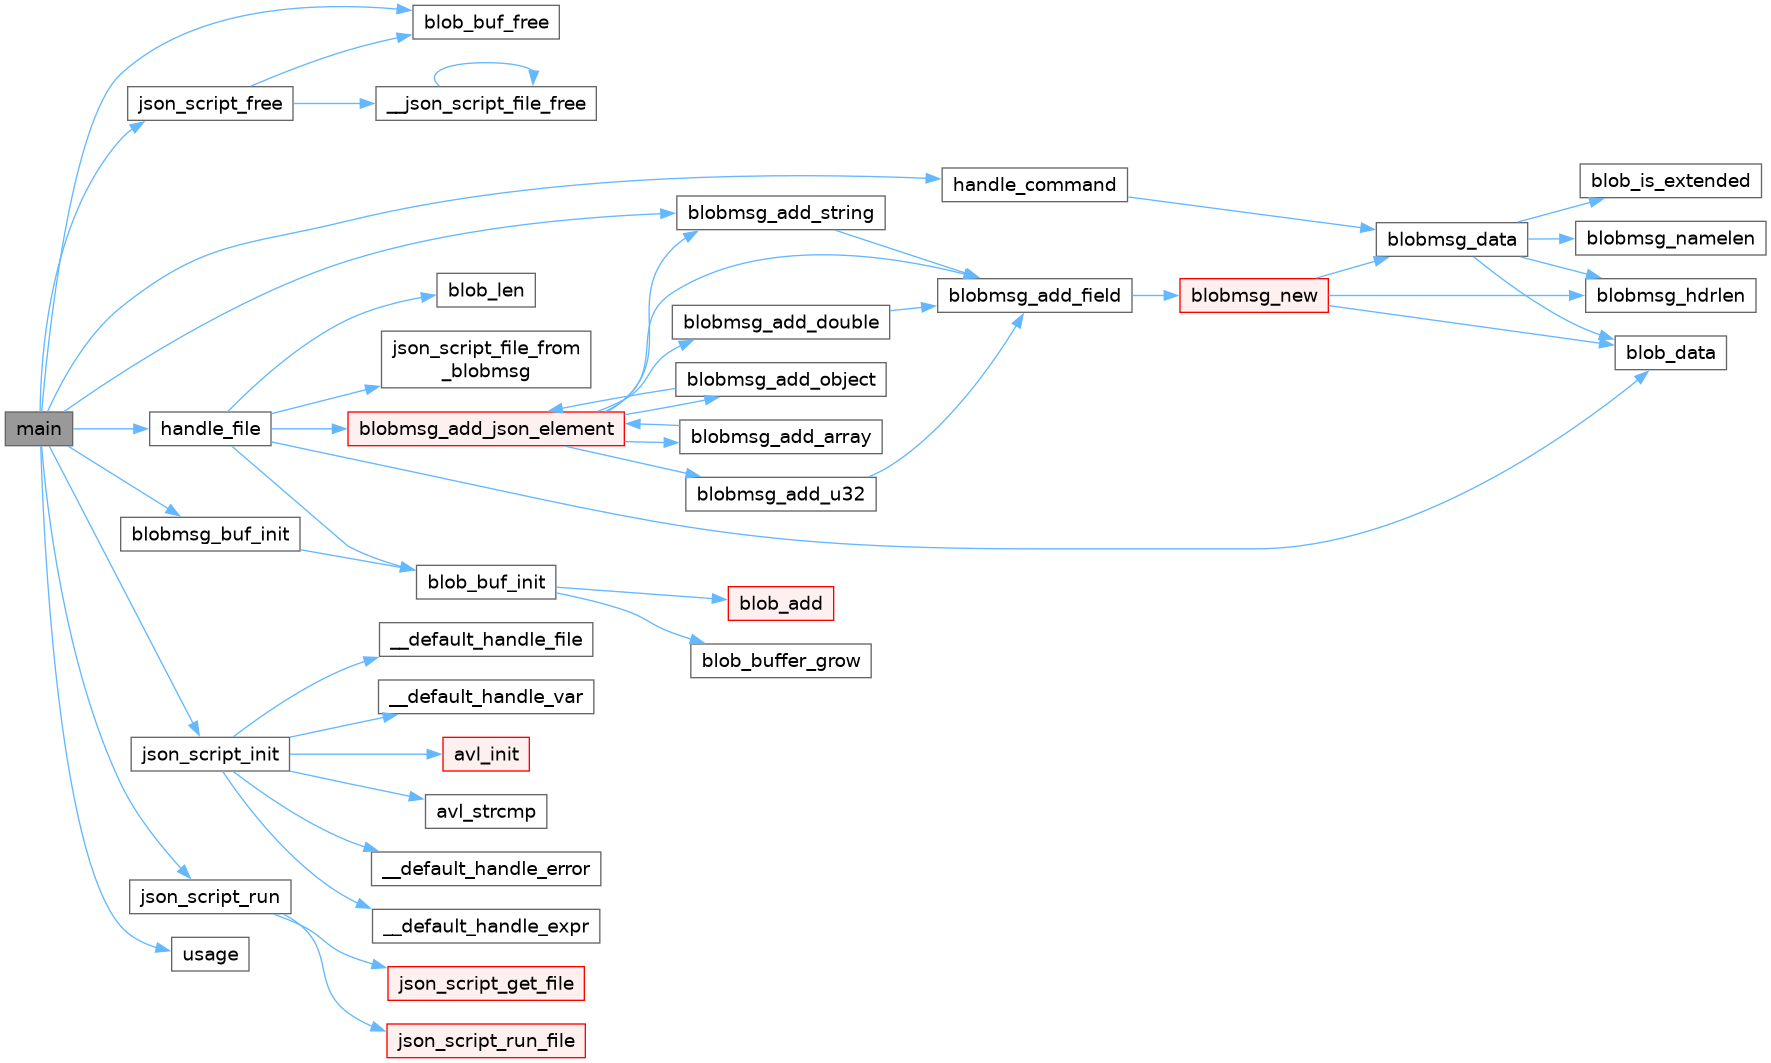 blob_buf_free
json_script_free
__json_script_file_free
handle_command
blob_is_extended
blobmsg_add_string
blobmsg_data
blobmsg_namelen
blob_len
blobmsg_add_field
blobmsg_new
blobmsg_hdrlen
blobmsg_add_double
json_script_file_from
_blobmsg
blob_data
blobmsg_add_object
main
handle_file
blobmsg_add_json_element
blobmsg_add_array
blobmsg_add_u32
blobmsg_buf_init
blob_buf_init
blob_add
__default_handle_file
blob_buffer_grow
__default_handle_var
json_script_init
avl_init
avl_strcmp
__default_handle_error
json_script_run
__default_handle_expr
usage
json_script_get_file
json_script_run_file